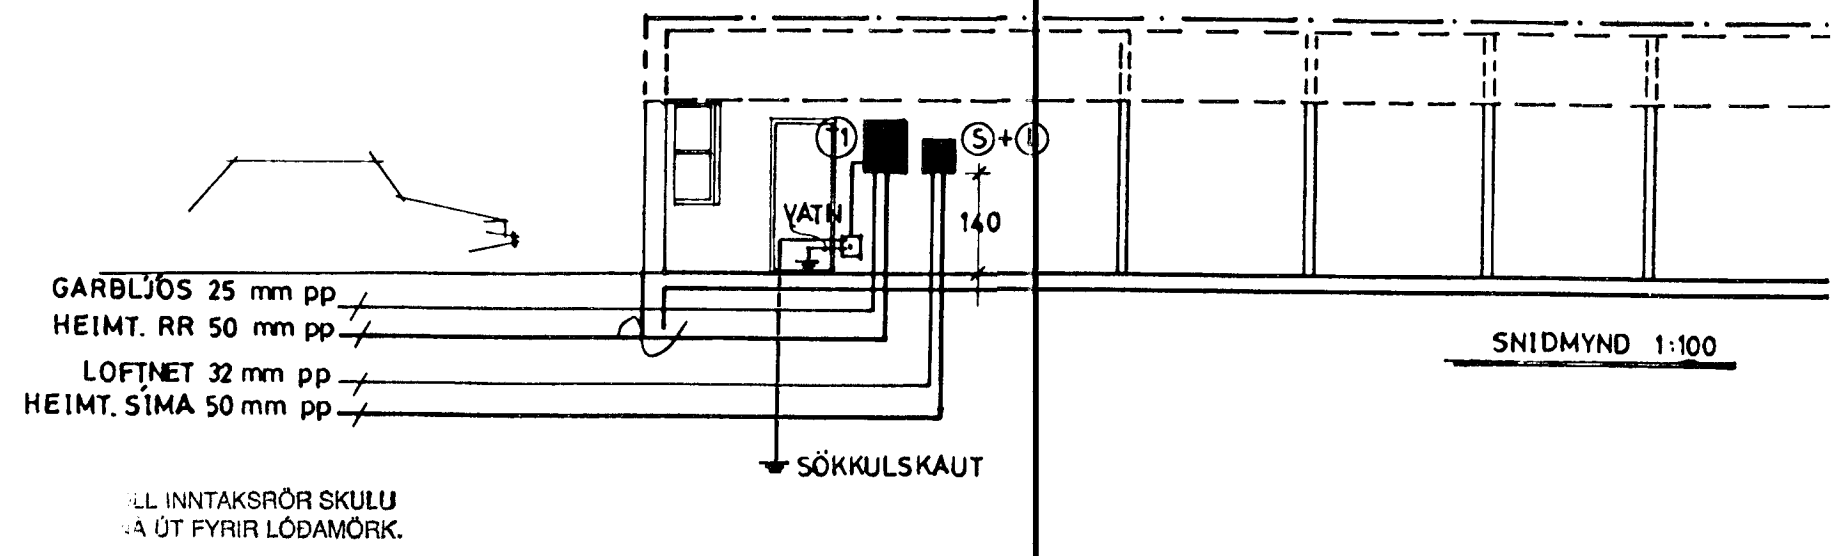 T1
S + L
VATN
140
GARÐLJÓS 25 mm pp
HEIMT. RR 50 mm pp
LOFTNET 32 mm pp
HEIMT. SÍMA 50 mm pp
SNIDMYND 1:100
SÖKKULSKAUT
INNTAKSRÖR SKULU
ÚT FYRIR LÓÐAMÖRK.